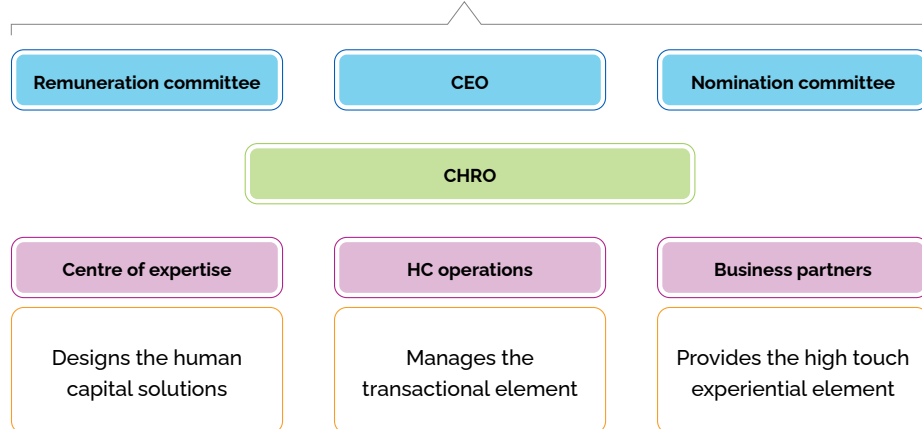 Remuneration committee
CEO
Nomination committee
CHRO
Centre of expertise
HC operations
Business partners
Designs the human
capital solutions
Manages the
transactional element
Provides the high touch
experiential element